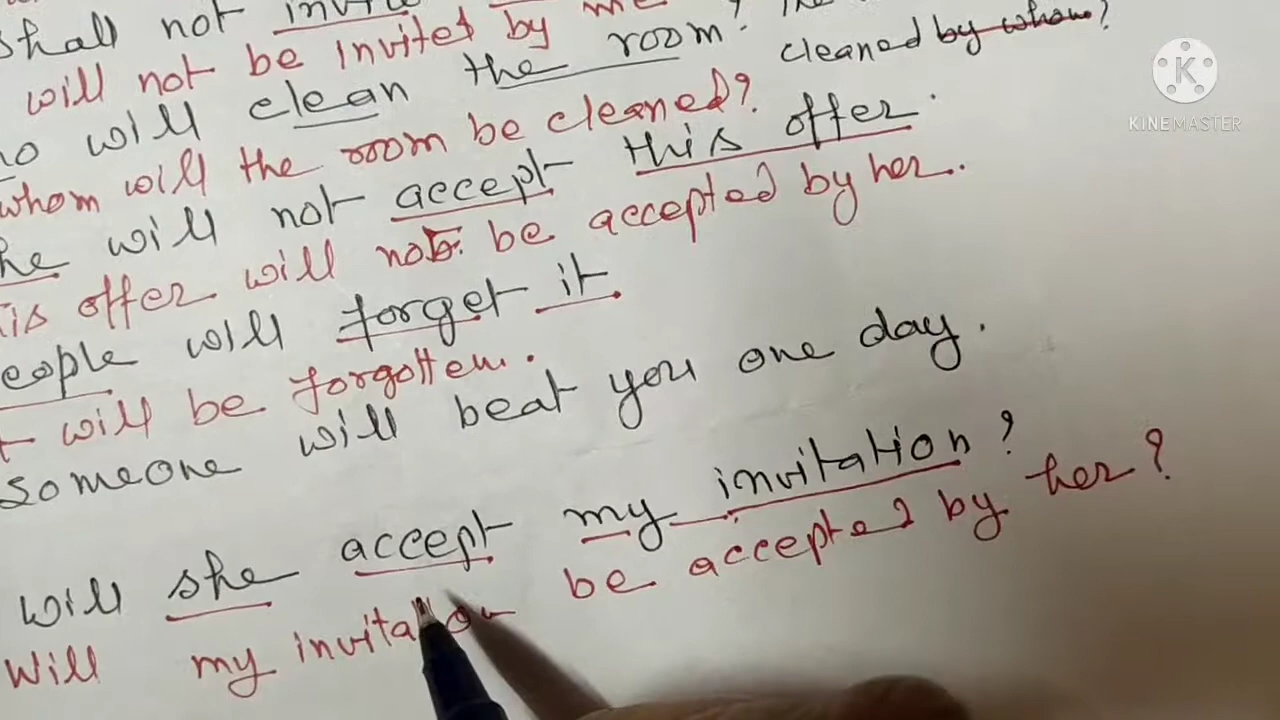 shall not invite
will not be invited by me
will clean the room? cleaned by whom?
whom will the room be cleaned?
he will not accept this offer.
is offer will not be accepted by her.
eople will forget it
will be forgotten.
someone will beat you one day.
will she accept my invitation?
Will my invitation be accepted by her?
KINEMASTER